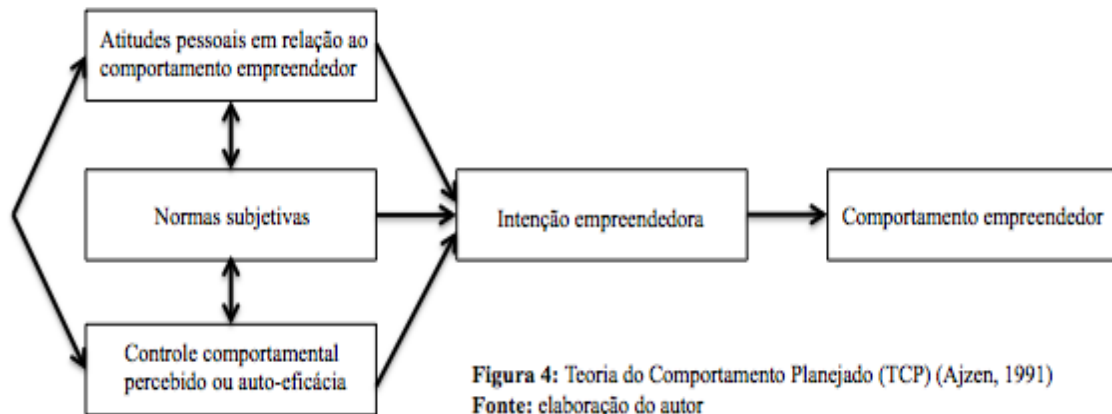 Atitudes pessoais em relação ao
comportamento empreendedor
Normas subjetivas
Intenção empreendedora
Comportamento empreendedor
Controle comportamental
percebido ou auto-eficácia
Figura 4: Teoria do Comportamento Planejado (TCP) (Ajzen, 1991)
Fonte: elaboração do autor